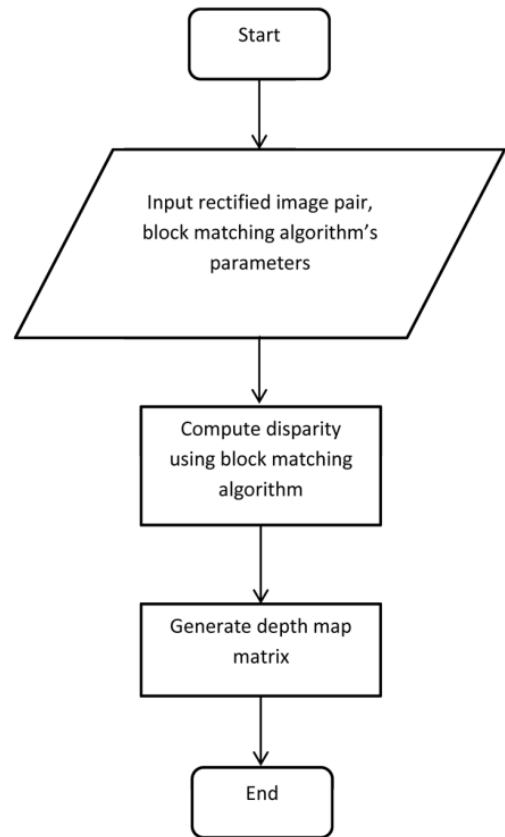 Start
Input rectified image pair,
block matching algorithm’s
parameters
Compute disparity
using block matching
algorithm
Generate depth map
matrix
End